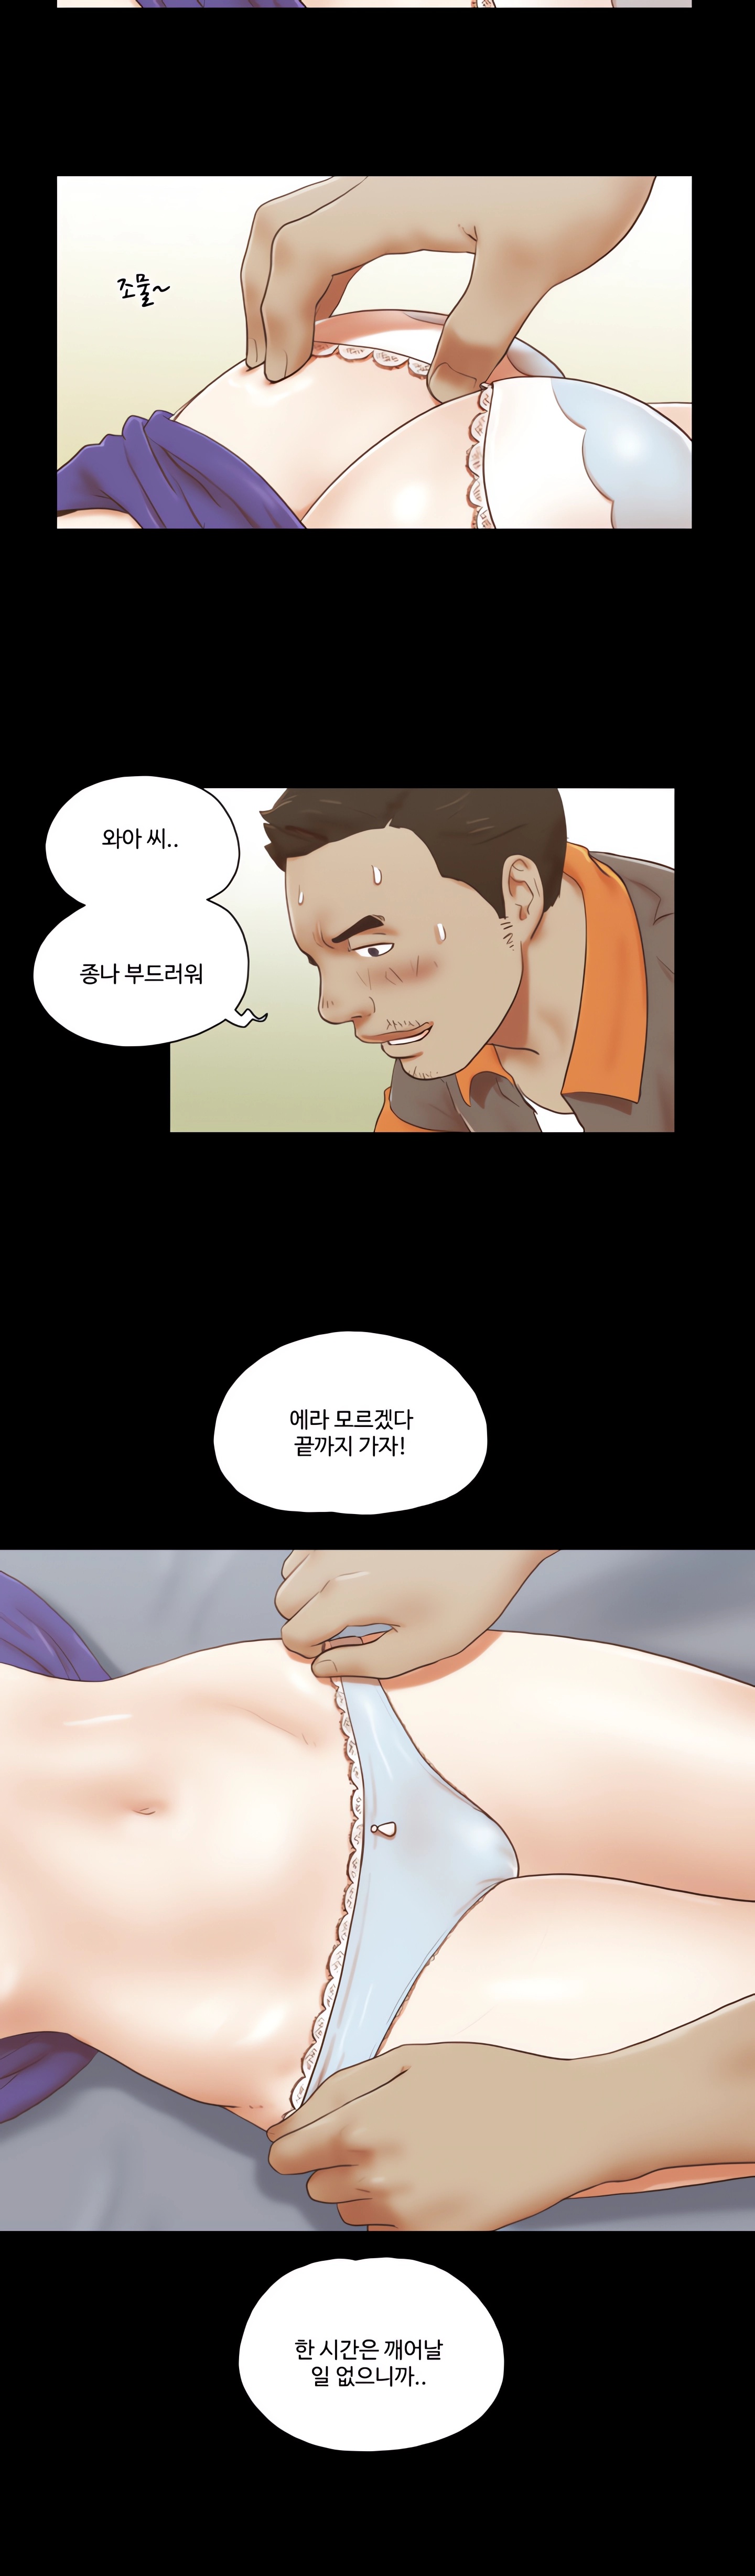 조물~
와아 씨..
종나 부드러워
에라 모르겠다
끝까지 가자!
한 시간은 깨어날
일 없으니까..